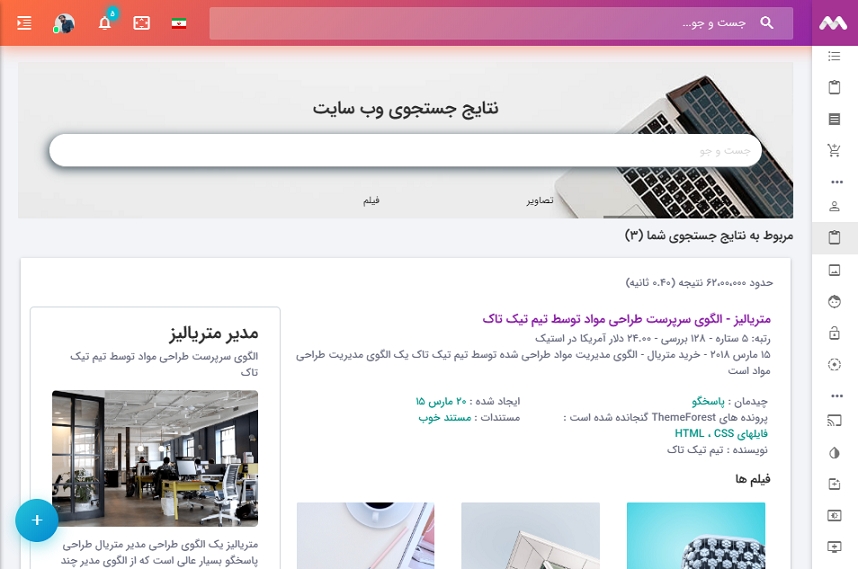 جست و جو...
۵
نتایج جستجوی وب سایت
جست و جو
تصاویر
فیلم
مربوط به نتایج جستجوی شما (۳)
حدود ۶۲،۰۰۰،۰۰۰ نتیجه (۰.۴۰ ثانیه)
متریالیز - الگوی سرپرست طراحی مواد توسط تیم تیک تاک
رتبه: ۵ ستاره - ۱۲۸ بررسی - ۲۴.۰۰ دلار آمریکا در استیک
۱۵ مارس ۲۰۱۸ - خرید متریال - الگوی مدیریت مواد طراحی شده توسط تیم تیک تاک یک الگوی مدیریت طراحی
مواد است
چیدمان : پاسخگو
پرونده های ThemeForest گنجانده شده است :
فایلهای HTML ، CSS
نویسنده : تیم تیک تاک
ایجاد شده : ۲۰ مارس ۱۵
مستندات : مستند خوب
فیلم ها
مدیر متریالیز
الگوی سرپرست طراحی مواد توسط تیم تیک
تاک
متریالیز یک الگوی طراحی مدیر متریال طراحی
پاسخگو بسیار عالی است که از الگوی مدیر چند